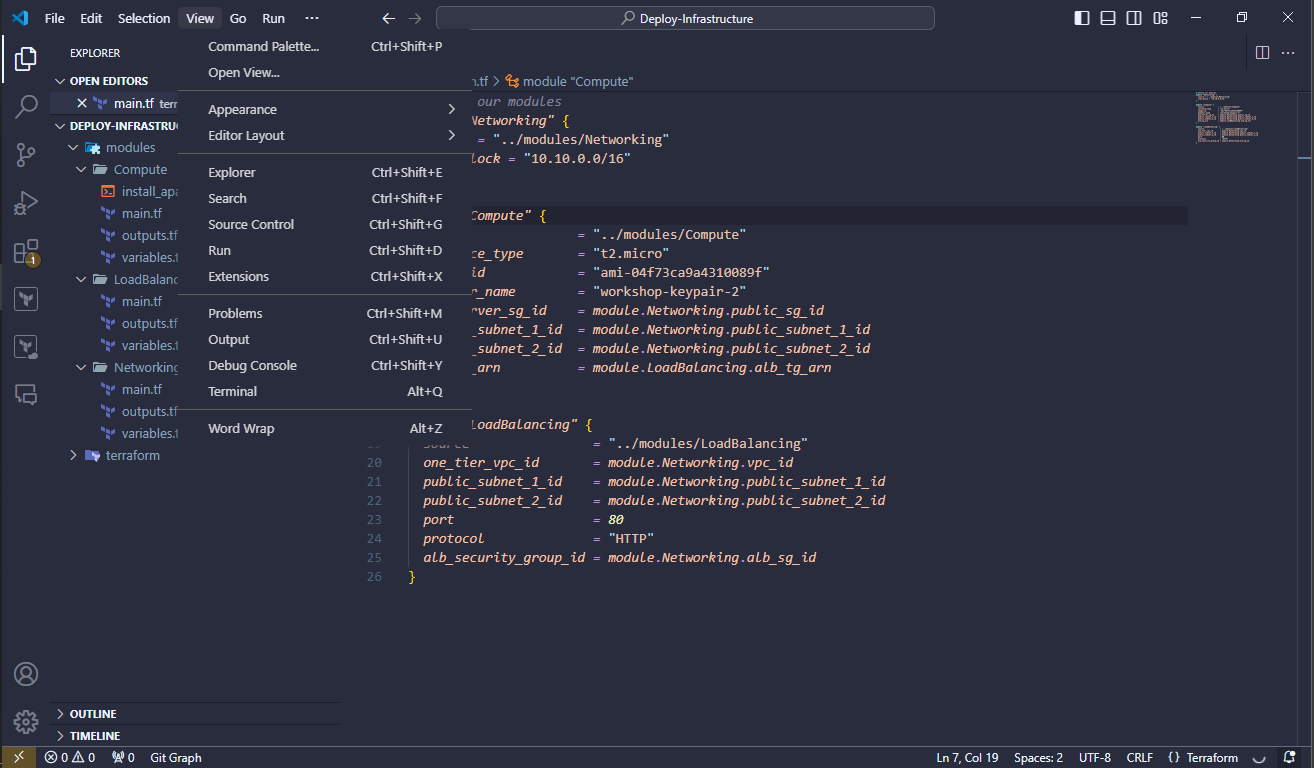 File Edit Selection View Go Run ···
Deploy-Infrastructure
EXPLORER
OPEN EDITORS
main.tf terr
DEPLOY-INFRASTRU
modules
Compute
install_apa
main.tf
outputs.tf
variables.t
LoadBalanc
main.tf
outputs.tf
variables.t
Networking
main.tf
outputs.tf
variables.t
terraform
OUTLINE
TIMELINE
1
Command Palette... Ctrl+Shift+P
Open View...
Appearance
Editor Layout
Explorer Ctrl+Shift+E
Search Ctrl+Shift+F
Source Control Ctrl+Shift+G
Run Ctrl+Shift+D
Extensions Ctrl+Shift+X
Problems Ctrl+Shift+M
Output Ctrl+Shift+U
Debug Console Ctrl+Shift+Y
Terminal Alt+Q
Word Wrap Alt+Z
n.tf > module "Compute"
our modules
Networking" {
= "../modules/Networking"
lock = "10.10.0.0/16"
Compute" {
= "../modules/Compute"
ce_type = "t2.micro"
id = "ami-04f73ca9a4310089f"
r_name = "workshop-keypair-2"
rver_sg_id = module.Networking.public_sg_id
_subnet_1_id = module.Networking.public_subnet_1_id
_subnet_2_id = module.Networking.public_subnet_2_id
_arn = module.LoadBalancing.alb_tg_arn
LoadBalancing" {
= "../modules/LoadBalancing"
20 one_tier_vpc_id = module.Networking.vpc_id
21 public_subnet_1_id = module.Networking.public_subnet_1_id
22 public_subnet_2_id = module.Networking.public_subnet_2_id
23 port = 80
24 protocol = "HTTP"
25 alb_security_group_id = module.Networking.alb_sg_id
26 }
0 0 0 Git Graph Ln 7, Col 19 Spaces: 2 UTF-8 CRLF {} Terraform